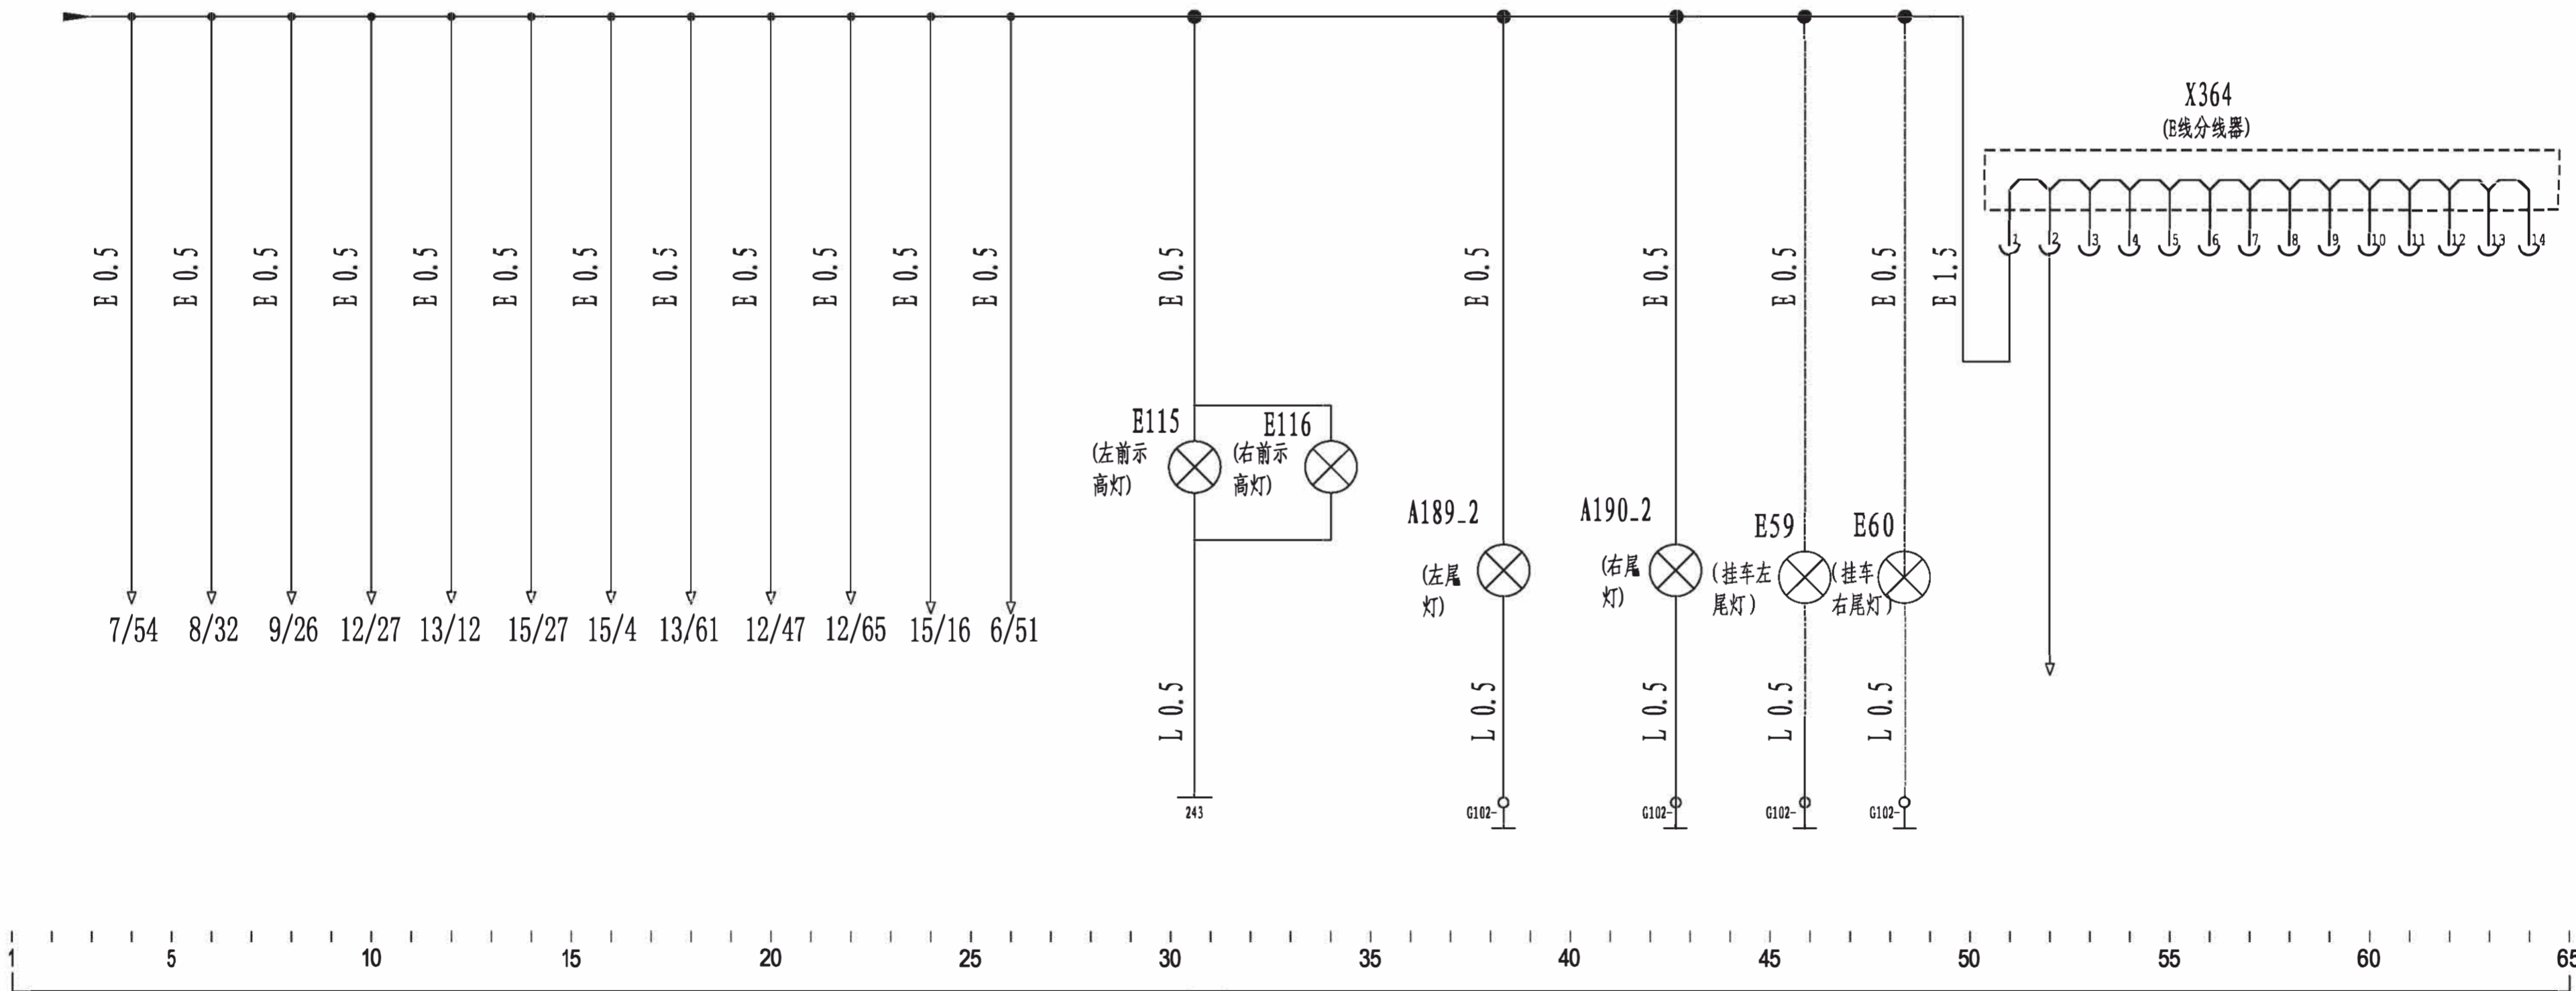 X364
(E线分线器)
1 2 3 4 5 6 7 8 9 10 11 12 13 14
E 0.5 E 0.5 E 0.5 E 0.5 E 0.5 E 0.5 E 0.5 E 0.5 E 0.5 E 0.5 E 0.5 E 0.5 E 0.5 E 0.5 E 0.5 E 0.5 E 0.5 E 1.5
E115
(左前示
高灯)
E116
(右前示
高灯)
A189_2
(左尾
灯)
A190_2
(右尾
灯)
E59
(挂车左
尾灯)
E60
(挂车
右尾灯)
7/54 8/32 9/26 12/27 13/12 15/27 15/4 13/61 12/47 12/65 15/16 6/51
L 0.5 L 0.5 L 0.5 L 0.5 L 0.5
243 G102- G102- G102- G102-
1 5 10 15 20 25 30 35 40 45 50 55 60 65